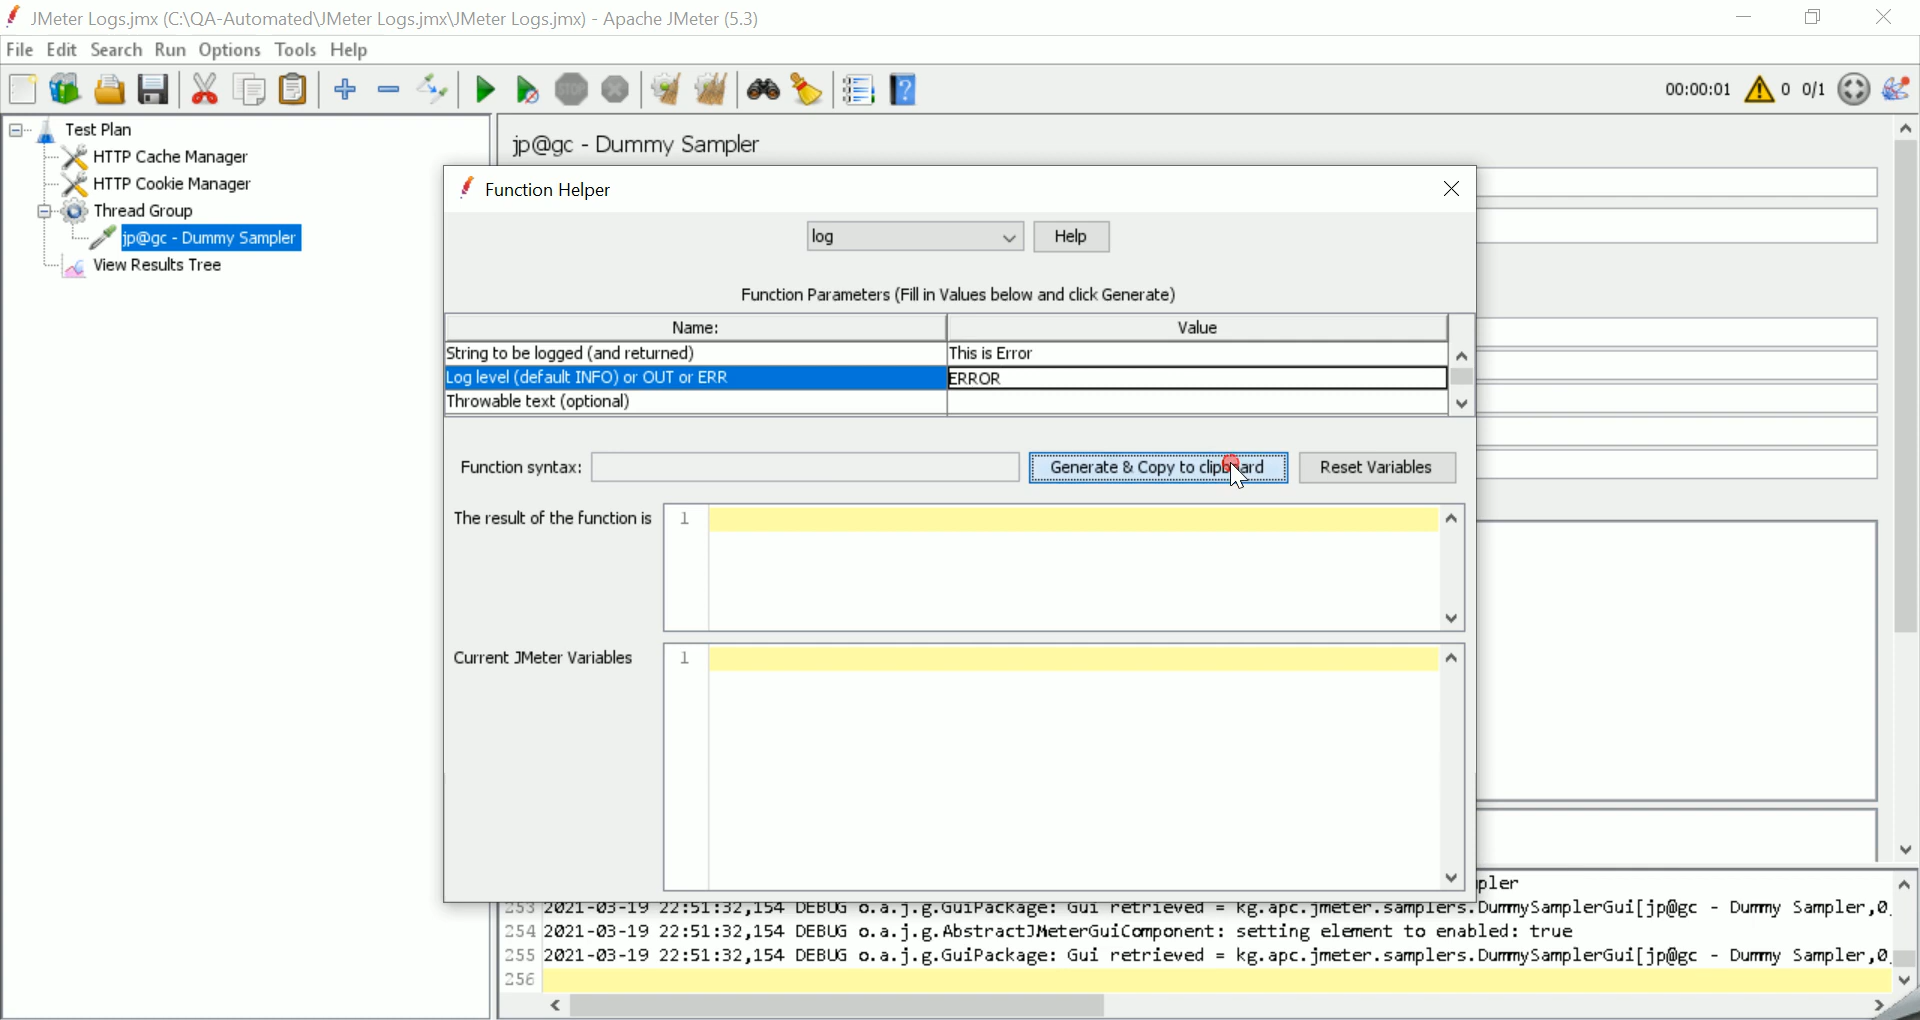 JMeter Logs.jmx (C:\QA-Automated\JMeter Logs.jmx\JMeter Logs.jmx) - Apache JMeter (5.3)
File Edit Search Run Options Tools Help
STOP
00:00:01 0 0/1
Test Plan
HTTP Cache Manager
HTTP Cookie Manager
Thread Group
jp@gc - Dummy Sampler
View Results Tree
jp@gc - Dummy Sampler
Function Helper
log Help
Function Parameters (Fill in Values below and click Generate)
Name: Value
String to be logged (and returned) This is Error
Log level (default INFO) or OUT or ERR ERROR
Throwable text (optional)
Function syntax: Generate & Copy to clipboard Reset Variables
The result of the function is 1
Current JMeter Variables 1
pler
253 2021-03-19 22:51:32,154 DEBUG o.a.j.g.GuiPackage: Gui retrieved = kg.apc.jmeter.samplers.DummySamplerGui[jp@gc - Dummy Sampler,0
254 2021-03-19 22:51:32,154 DEBUG o.a.j.g.AbstractJMeterGuiComponent: setting element to enabled: true
255 2021-03-19 22:51:32,154 DEBUG o.a.j.g.GuiPackage: Gui retrieved = kg.apc.jmeter.samplers.DummySamplerGui[jp@gc - Dummy Sampler,0
256